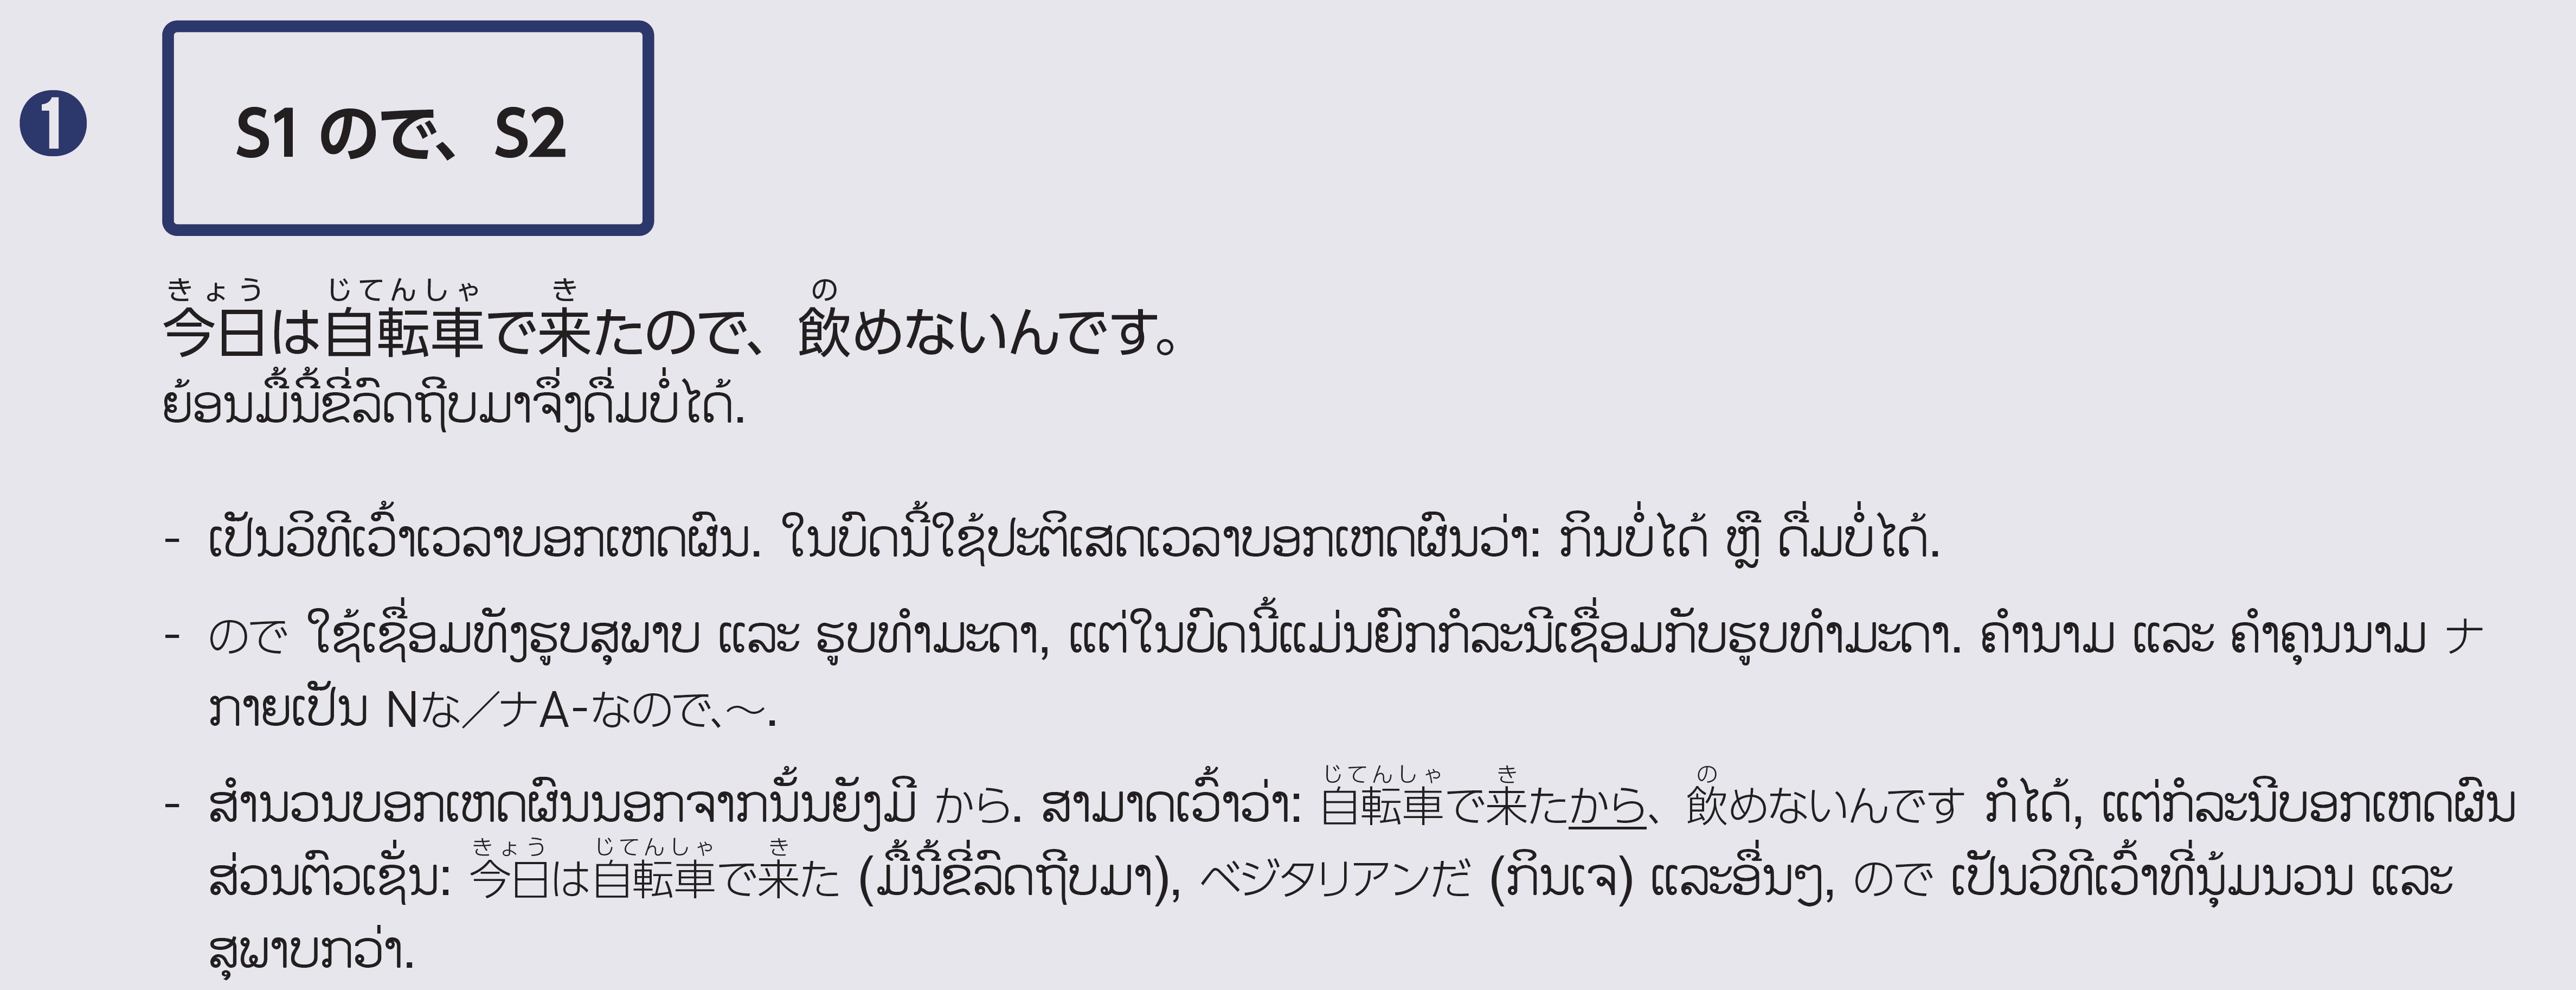 1
S1 ので、S2
きょう じてんしゃ き の
今日は自転車で来たので、飲めないんです。
ຍ້ອນມື້ນີ້ຂີ່ລົດຖີບມາຈຶ່ງດື່ມບໍ່ໄດ້.
- ເປັນວິທີເວົ້າເວລາບອກເຫດຜົນ. ໃນບົດນີ້ໃຊ້ປະຕິເສດເວລາບອກເຫດຜົນວ່າ: ກິນບໍ່ໄດ້ ຫຼື ດື່ມບໍ່ໄດ້.
- ので ໃຊ້ເຊື່ອມທັງຮູບສຸພາບ ແລະ ຮູບທຳມະດາ, ແຕ່ໃນບົດນີ້ແມ່ນຍົກກໍລະນີເຊື່ອມກັບຮູບທຳມະດາ. ຄຳນາມ ແລະ ຄຳຄຸນນາມ ナ
ກາຍເປັນ Nな／ナA-なので、～.
じてんしゃ き の
- ສຳນວນບອກເຫດຜົນນອກຈາກນັ້ນຍັງມີ から. ສາມາດເວົ້າວ່າ: 自転車で来たから、飲めないんです ກໍໄດ້, ແຕ່ກໍລະນີບອກເຫດຜົນ
きょう じてんしゃ き
ສ່ວນຕົວເຊັ່ນ: 今日は自転車で来た (ມື້ນີ້ຂີ່ລົດຖີບມາ), ベジタリアンだ (ກິນເຈ) ແລະອື່ນໆ, ので ເປັນວິທີເວົ້າທີ່ນຸ້ມນວນ ແລະ
ສຸພາບກວ່າ.